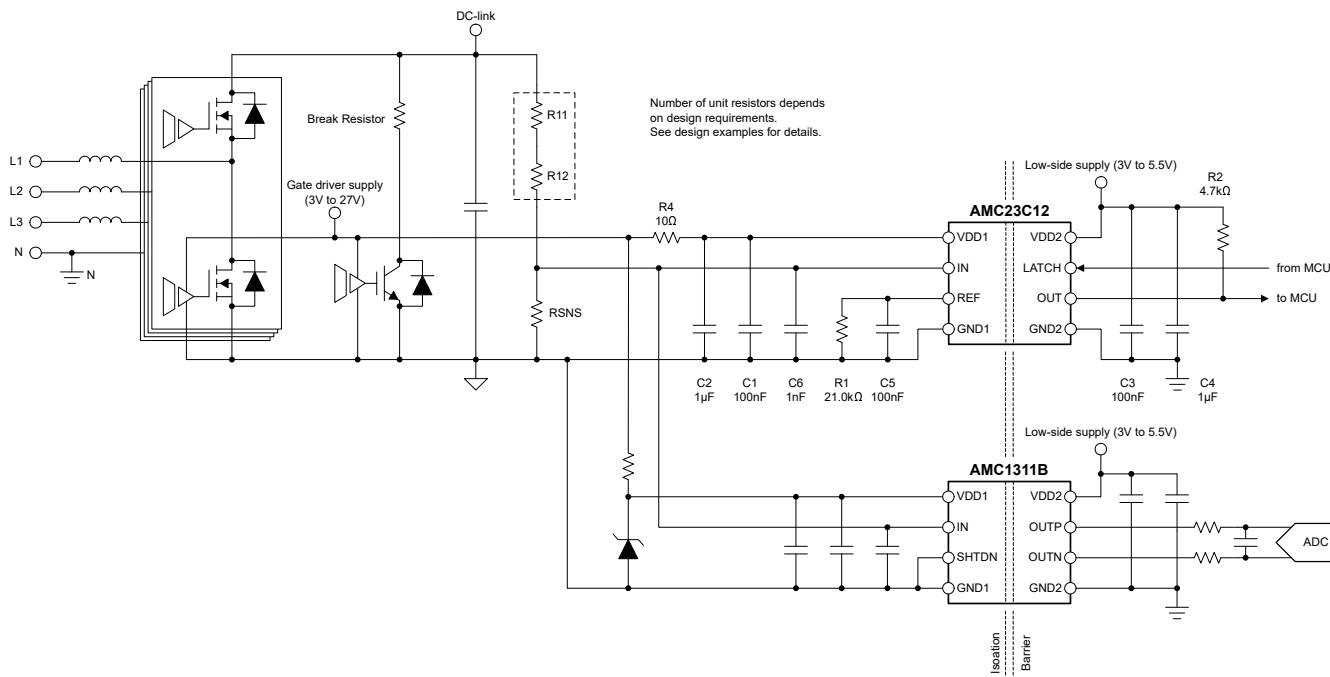 DC-link
R11
R12
Break Resistor
Number of unit resistors depends
on design requirements.
See design examples for details.
L1
L2
L3
N
N
Gate driver supply
(3V to 27V)
R4
10Ω
RSNS
C2
1µF
C1
100nF
C6
1nF
R1
21.0kΩ
C5
100nF
AMC23C12
VDD1
IN
REF
GND1
VDD2
LATCH
OUT
GND2
Low-side supply (3V to 5.5V)
R2
4.7kΩ
from MCU
to MCU
C3
100nF
C4
1µF
Low-side supply (3V to 5.5V)
AMC1311B
VDD1
IN
SHTDN
GND1
VDD2
OUTP
OUTN
GND2
ADC
Isoation
Barrier